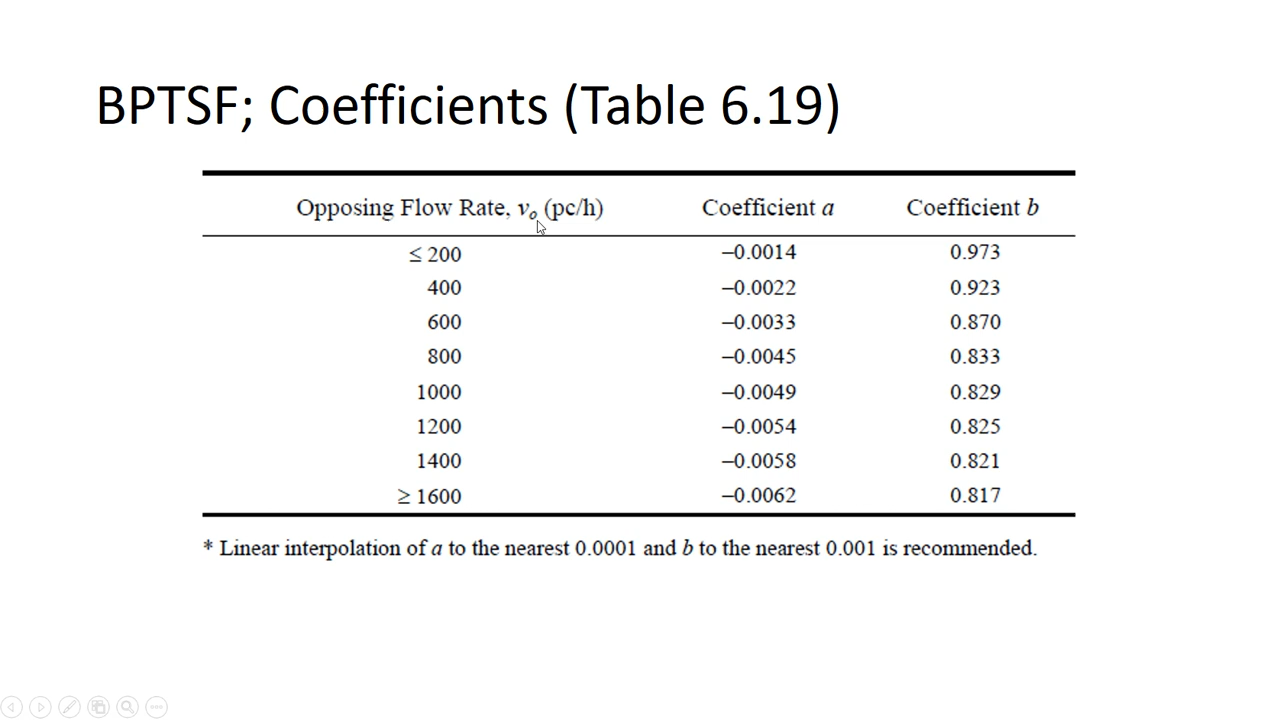 BPTSF; Coefficients (Table 6.19)
Opposing Flow Rate, vₒ (pc/h) Coefficient a Coefficient b
≤ 200 −0.0014 0.973
400 −0.0022 0.923
600 −0.0033 0.870
800 −0.0045 0.833
1000 −0.0049 0.829
1200 −0.0054 0.825
1400 −0.0058 0.821
≥ 1600 −0.0062 0.817
* Linear interpolation of a to the nearest 0.0001 and b to the nearest 0.001 is recommended.